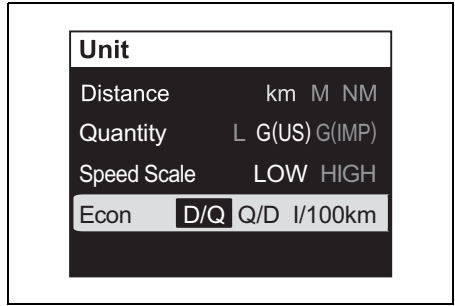 Unit
Distance km M NM
Quantity L G(US) G(IMP)
Speed Scale LOW HIGH
Econ D/Q Q/D l/100km